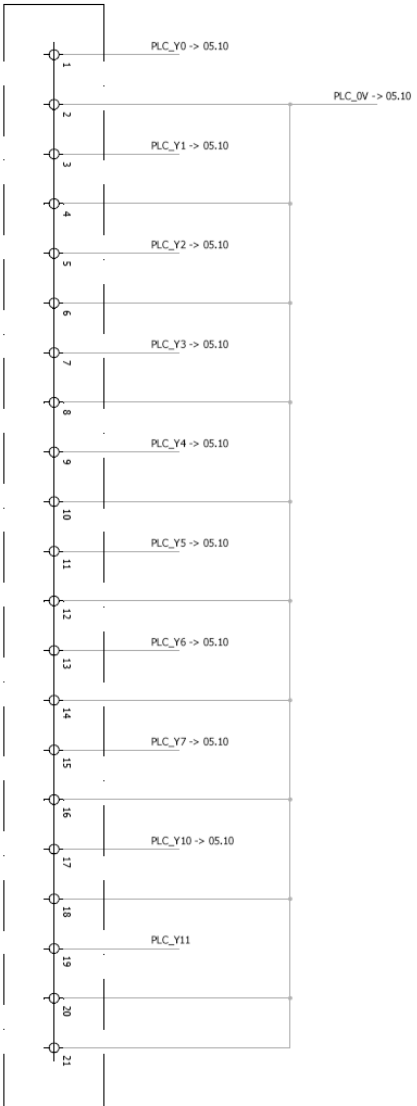 PLC_Y0 -> 05.10
1
PLC_0V -> 05.10
2
PLC_Y1 -> 05.10
3
4
PLC_Y2 -> 05.10
5
6
PLC_Y3 -> 05.10
7
8
PLC_Y4 -> 05.10
9
10
PLC_Y5 -> 05.10
11
12
PLC_Y6 -> 05.10
13
14
PLC_Y7 -> 05.10
15
16
PLC_Y10 -> 05.10
17
18
PLC_Y11
19
20
21